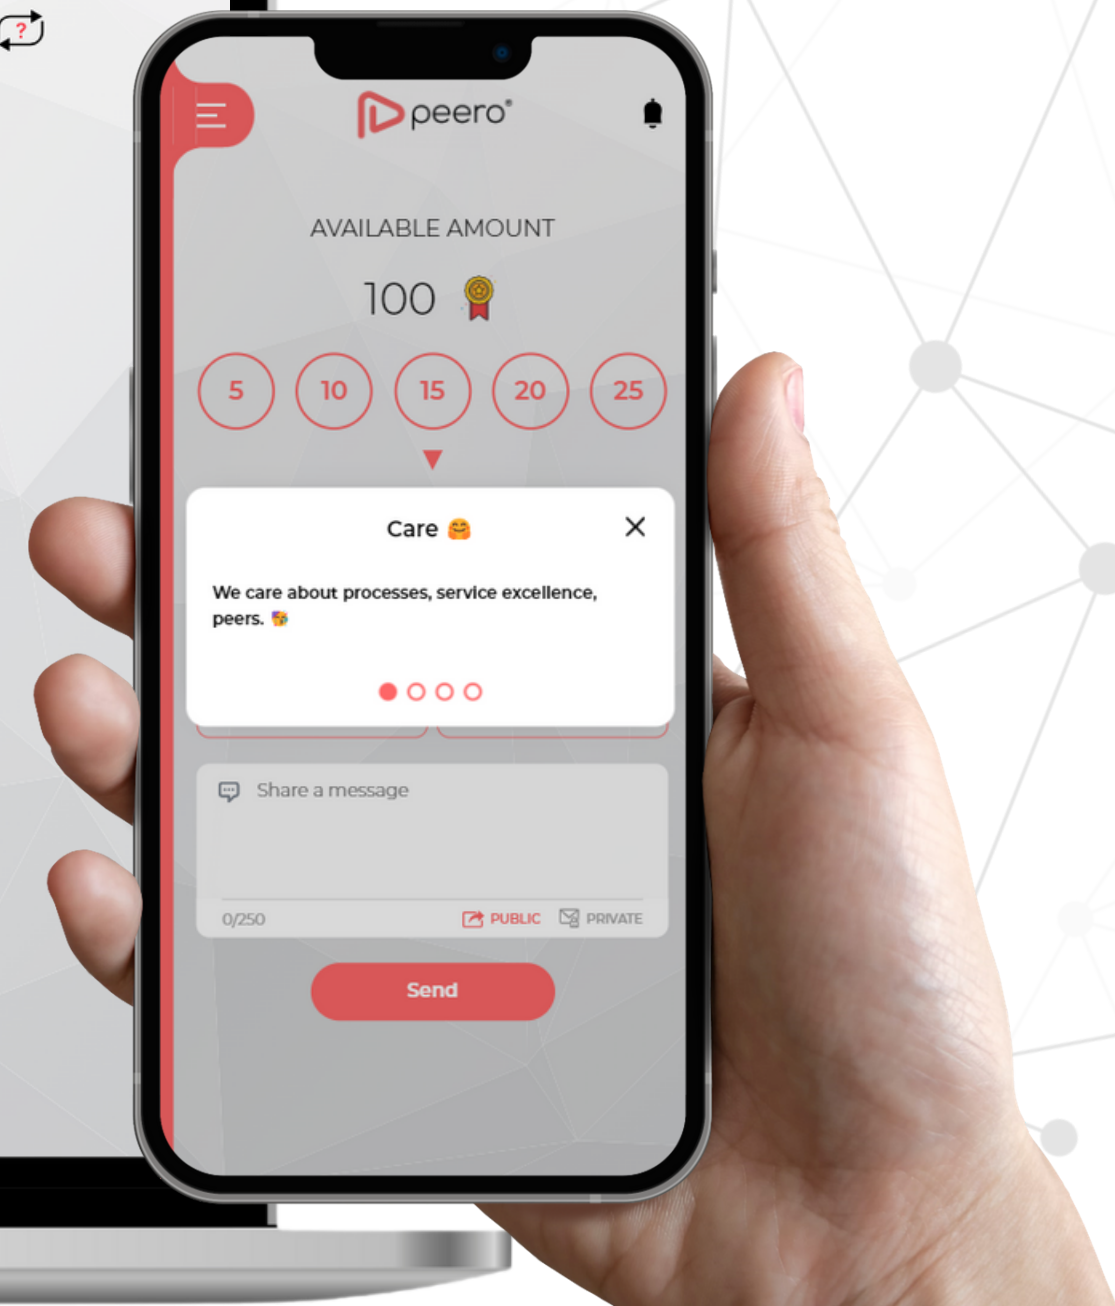 ?
peero®
AVAILABLE AMOUNT
100
5 10 15 20 25
Care 🤗
We care about processes, service excellence,
peers. 🎁
Share a message
0/250 PUBLIC PRIVATE
Send